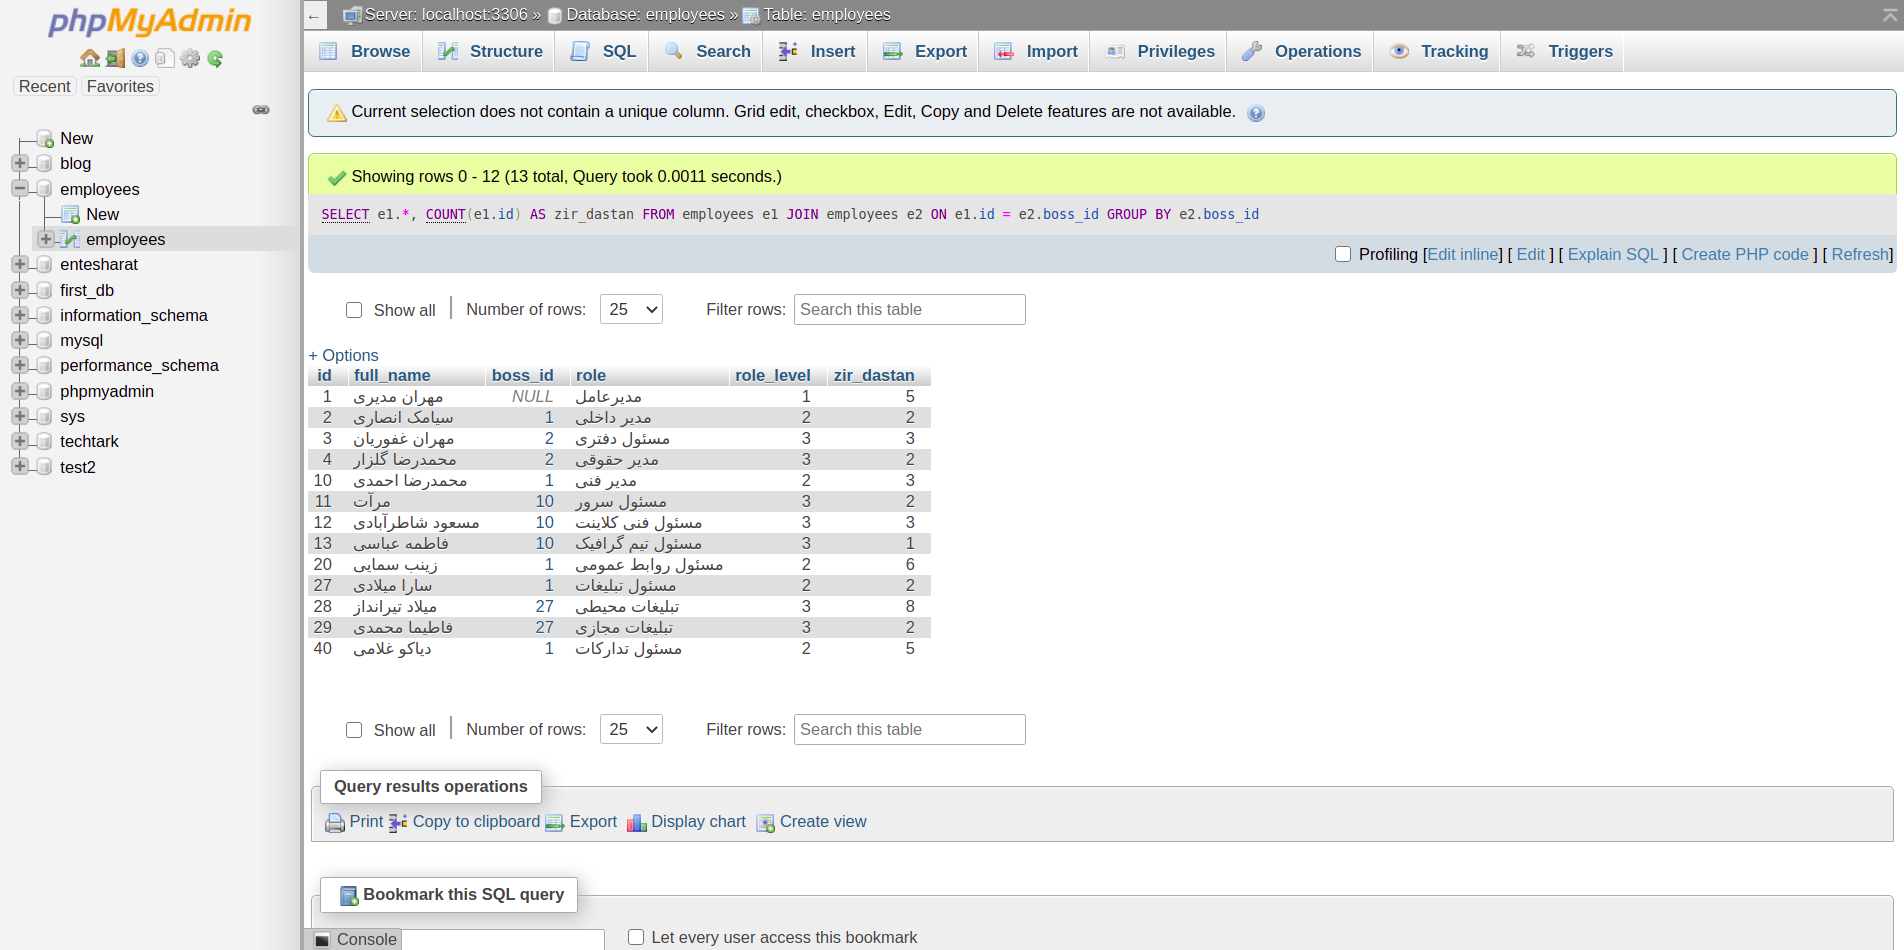 phpMyAdmin
Recent Favorites
New
blog
employees
New
employees
entesharat
first_db
information_schema
mysql
performance_schema
phpmyadmin
sys
techtark
test2
← Server: localhost:3306 » Database: employees » Table: employees
Browse Structure SQL Search Insert Export Import Privileges Operations Tracking Triggers
Current selection does not contain a unique column. Grid edit, checkbox, Edit, Copy and Delete features are not available.
Showing rows 0 - 12 (13 total, Query took 0.0011 seconds.)
SELECT e1.*, COUNT(e1.id) AS zir_dastan FROM employees e1 JOIN employees e2 ON e1.id = e2.boss_id GROUP BY e2.boss_id
Profiling [Edit inline] [ Edit ] [ Explain SQL ] [ Create PHP code ] [ Refresh]
Show all | Number of rows: 25 Filter rows: Search this table
+ Options
id full_name boss_id role role_level zir_dastan
1 مهران مدیری NULL مدیرعامل 1 5
2 سیامک انصاری 1 مدیر داخلی 2 2
3 مهران غفوریان 2 مسئول دفتری 3 3
4 محمدرضا گلزار 2 مدیر حقوقی 3 2
10 محمدرضا احمدی 1 مدیر فنی 2 3
11 مرآت 10 مسئول سرور 3 2
12 مسعود شاطرآبادی 10 مسئول فنی کلاینت 3 3
13 فاطمه عباسی 10 مسئول تیم گرافیک 3 1
20 زینب سمایی 1 مسئول روابط عمومی 2 6
27 سارا میلادی 1 مسئول تبلیغات 2 2
28 میلاد تیرانداز 27 تبلیغات محیطی 3 8
29 فاطیما محمدی 27 تبلیغات مجازی 3 2
40 دیاکو غلامی 1 مسئول تدارکات 2 5
Show all | Number of rows: 25 Filter rows: Search this table
Query results operations
Print Copy to clipboard Export Display chart Create view
Bookmark this SQL query
Console Let every user access this bookmark